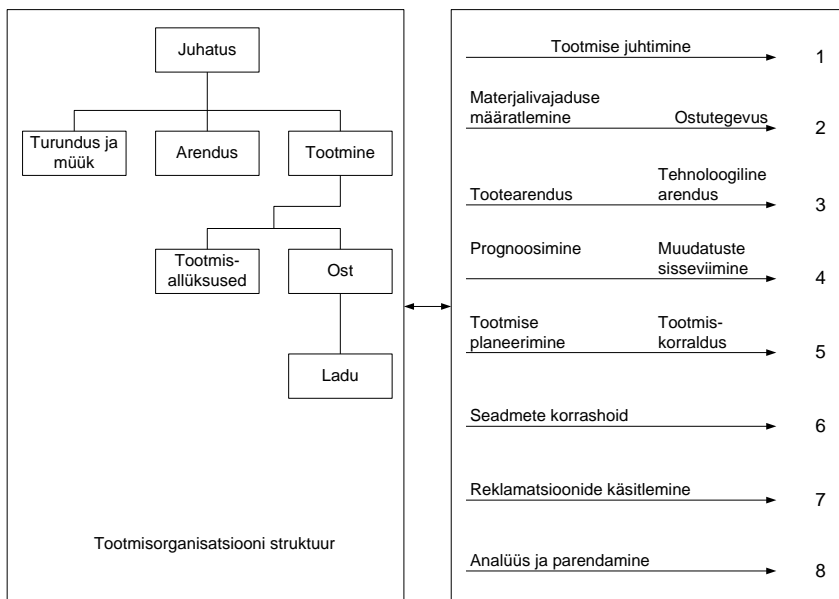 Juhatus
Turundus ja
müük
Arendus
Tootmine
Tootmis-
allüksused
Ost
Ladu
Tootmisorganisatsiooni struktuur
Tootmise juhtimine
1
Materjalivajaduse
määratlemine
Ostutegevus
2
Tootearendus
Tehnoloogiline
arendus
3
Prognoosimine
Muudatuste
sisseviimine
4
Tootmise
planeerimine
Tootmis-
korraldus
5
Seadmete korrashoid
6
Reklamatsioonide käsitlemine
7
Analüüs ja parendamine
8